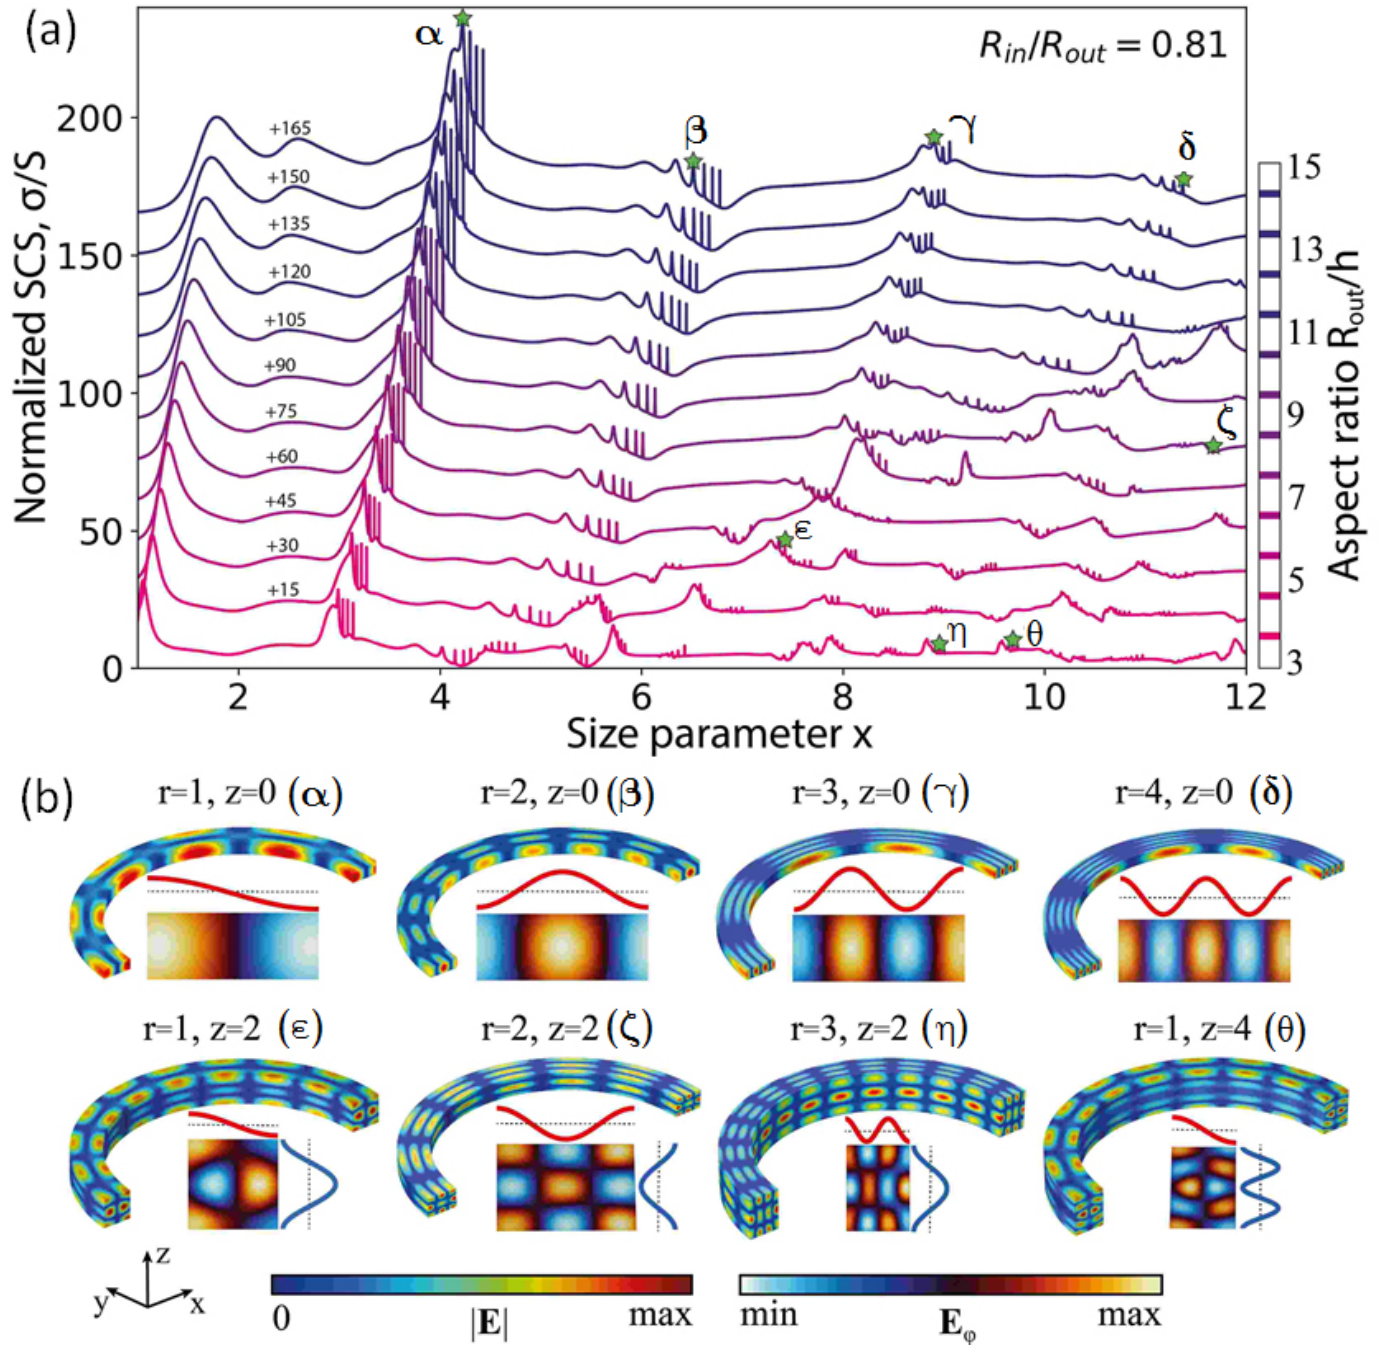 (a)
R_in/R_out = 0.81
Normalized SCS, σ/S
200
150
100
50
0
α
β
γ
δ
ζ
ε
η
θ
+165
+150
+135
+120
+105
+90
+75
+60
+45
+30
+15
15
13
11
9
7
5
3
Aspect ratio R_out/h
2 4 6 8 10 12
Size parameter x
(b)
r=1, z=0 (α) r=2, z=0 (β) r=3, z=0 (γ) r=4, z=0 (δ)
r=1, z=2 (ε) r=2, z=2 (ζ) r=3, z=2 (η) r=1, z=4 (θ)
z
y x
0 |E| max
min E_φ max